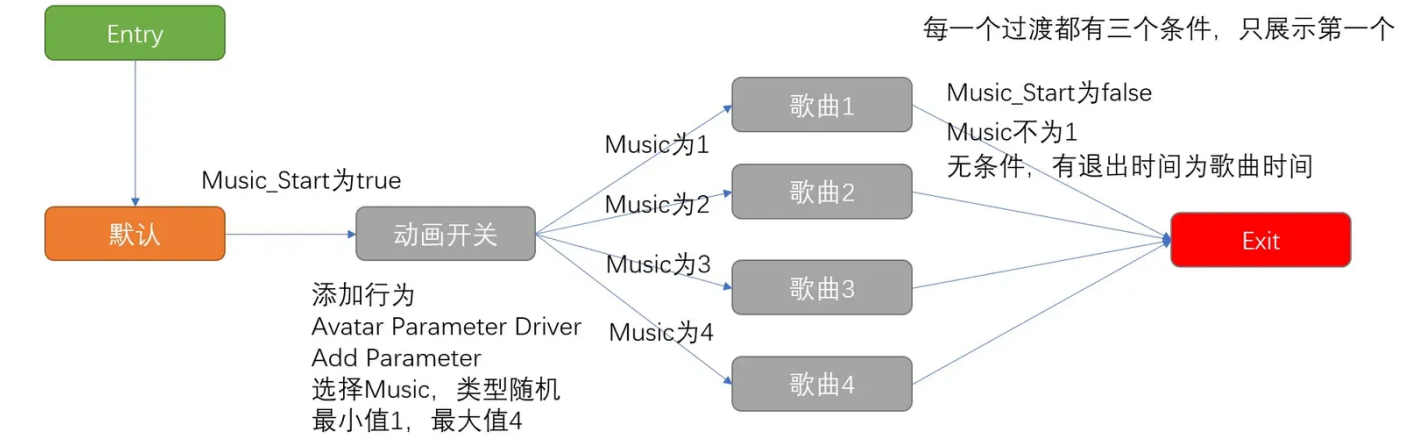 Entry
每一个过渡都有三个条件，只展示第一个
歌曲1
Music_Start为false
Music不为1
无条件，有退出时间为歌曲时间
Music为1
Music_Start为true
歌曲2
Music为2
默认
动画开关
Exit
Music为3
歌曲3
添加行为
Avatar Parameter Driver
Add Parameter
选择Music，类型随机
最小值1，最大值4
Music为4
歌曲4